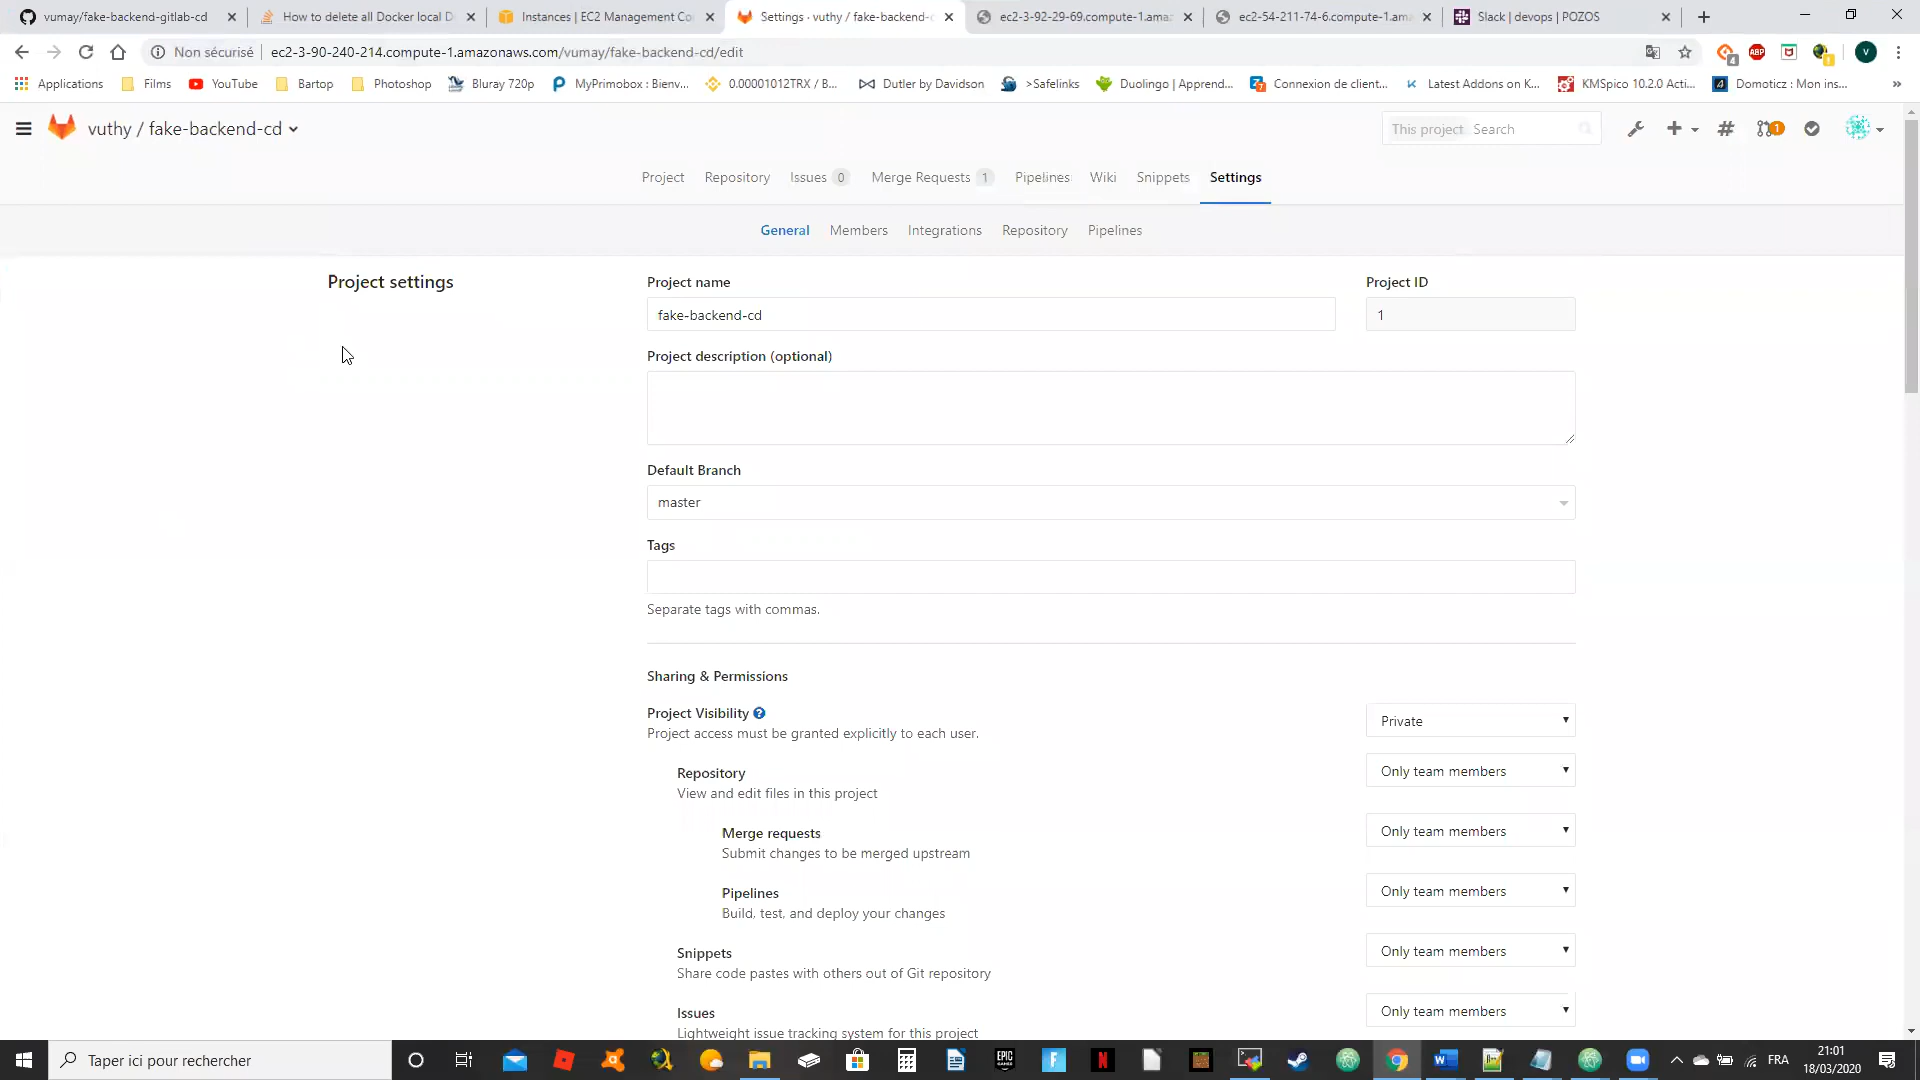 vumay/fake-backend-gitlab-cd
How to delete all Docker local D
Instances | EC2 Management Co
Settings · vuthy / fake-backend-c
ec2-3-92-29-69.compute-1.amaz
ec2-54-211-74-6.compute-1.am
Slack | devops | POZOS
Non sécurisé
ec2-3-90-240-214.compute-1.amazonaws.com/vumay/fake-backend-cd/edit
ABP
4
V
Applications
Films
YouTube
Bartop
Photoshop
Bluray 720p
MyPrimobox : Bienv...
0.00001012TRX / B...
Dutler by Davidson
>Safelinks
Duolingo | Apprend...
Connexion de client...
Latest Addons on K...
KMSpico 10.2.0 Acti...
Domoticz : Mon ins...
»
vuthy / fake-backend-cd
This project Search
1
Project
Repository
Issues 0
Merge Requests 1
Pipelines
Wiki
Snippets
Settings
General
Members
Integrations
Repository
Pipelines
Project settings
Project name
Project ID
fake-backend-cd
1
Project description (optional)
Default Branch
master
Tags
Separate tags with commas.
Sharing & Permissions
Project Visibility ?
Private
Project access must be granted explicitly to each user.
Repository
Only team members
View and edit files in this project
Merge requests
Only team members
Submit changes to be merged upstream
Pipelines
Only team members
Build, test, and deploy your changes
Snippets
Only team members
Share code pastes with others out of Git repository
Issues
Only team members
Lightweight issue tracking system for this project
Taper ici pour rechercher
EPIC GAMES
FRA
21:01
18/03/2020